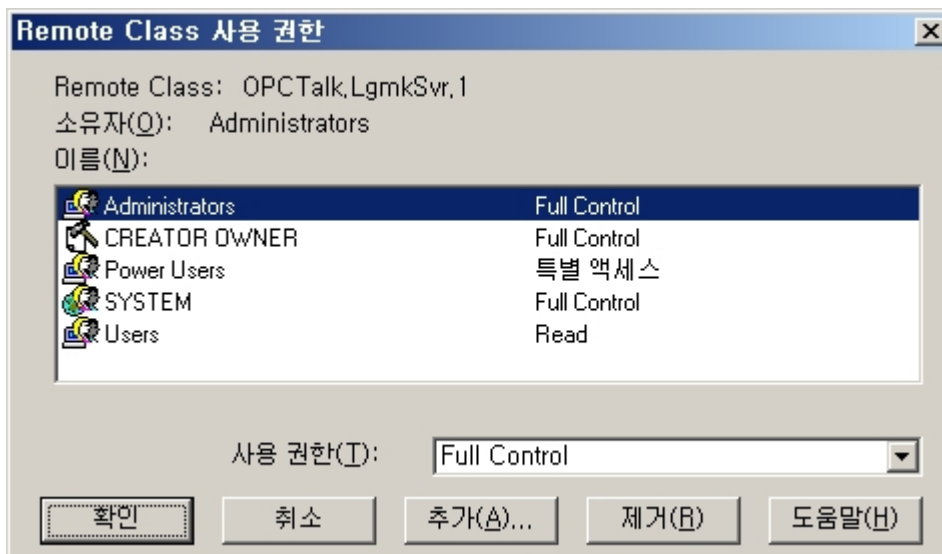 Remote Class 사용 권한
Remote Class: OPCTalk,LgmkSvr,1
소유자(O): Administrators
이름(N):
Administrators Full Control
CREATOR OWNER Full Control
Power Users 특별 액세스
SYSTEM Full Control
Users Read
사용 권한(T): Full Control
확인 취소 추가(A)... 제거(R) 도움말(H)